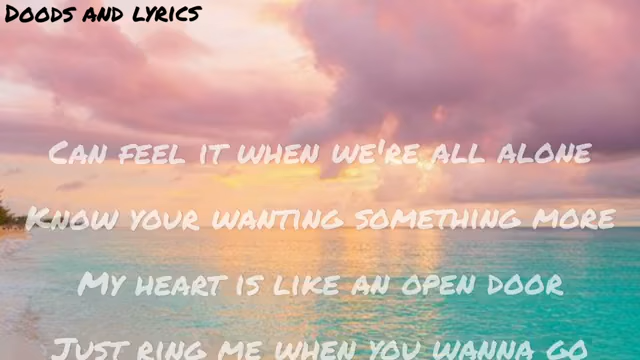 Doods and lyrics
Can feel it when we're all alone
Know your wanting something more
My heart is like an open door
Just ring me when you wanna go